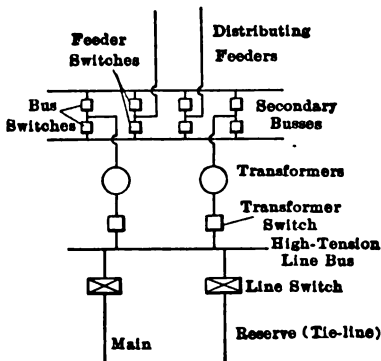 Distributing
Feeders
Feeder
Switches
Bus
Switches
Secondary
Busses
Transformers
Transformer
Switch
High-Tension
Line Bus
Line Switch
Main
Reserve (Tie-line)